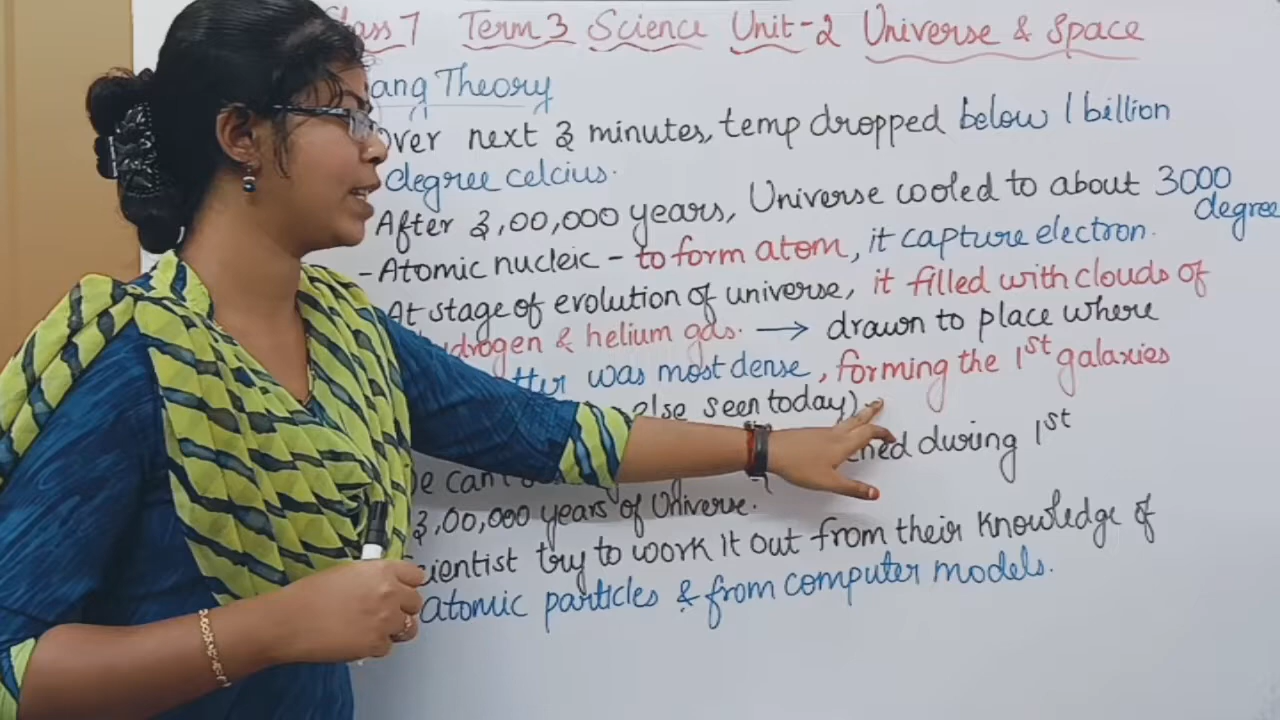 Class 7 Term 3 Science Unit-2 Universe & Space
Theory
over next 3 minutes, temp dropped below 1 billion
degree celcius.
After 3,00,000 years, Universe cooled to about 3000
degree
- Atomic nucleic - to form atom, it capture electron.
At stage of evolution of universe, it filled with clouds of
& helium gas. → drawn to place where
was most dense, forming the 1st galaxies
else seen today)
during 1st
3,00,000 years of Universe.
try to work it out from their knowledge of
atomic particles & from computer models.